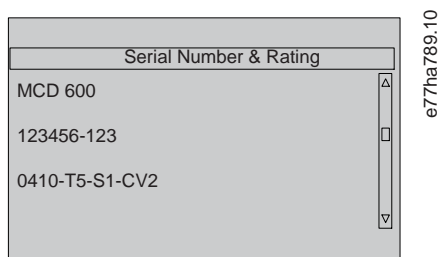 Serial Number & Rating
MCD 600
123456-123
0410-T5-S1-CV2
e77ha789.10